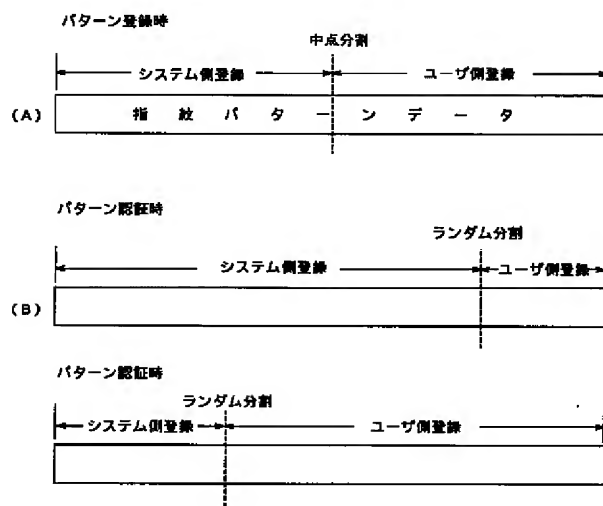 パターン登録時
中点分割
システム側登録 ユーザ側登録
(A) 指紋パターンデータ
パターン認証時
ランダム分割
システム側登録 ユーザ側登録
(B)
パターン認証時
ランダム分割
システム側登録 ユーザ側登録